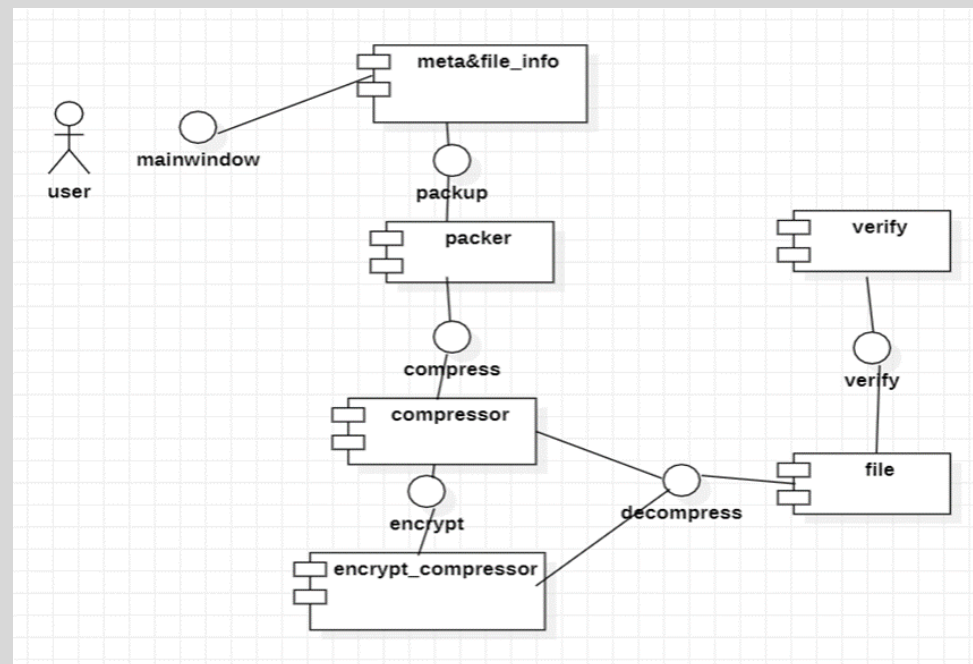 meta&file_info
mainwindow
user
packup
packer
verify
compress
verify
compressor
file
decompress
encrypt
encrypt_compressor